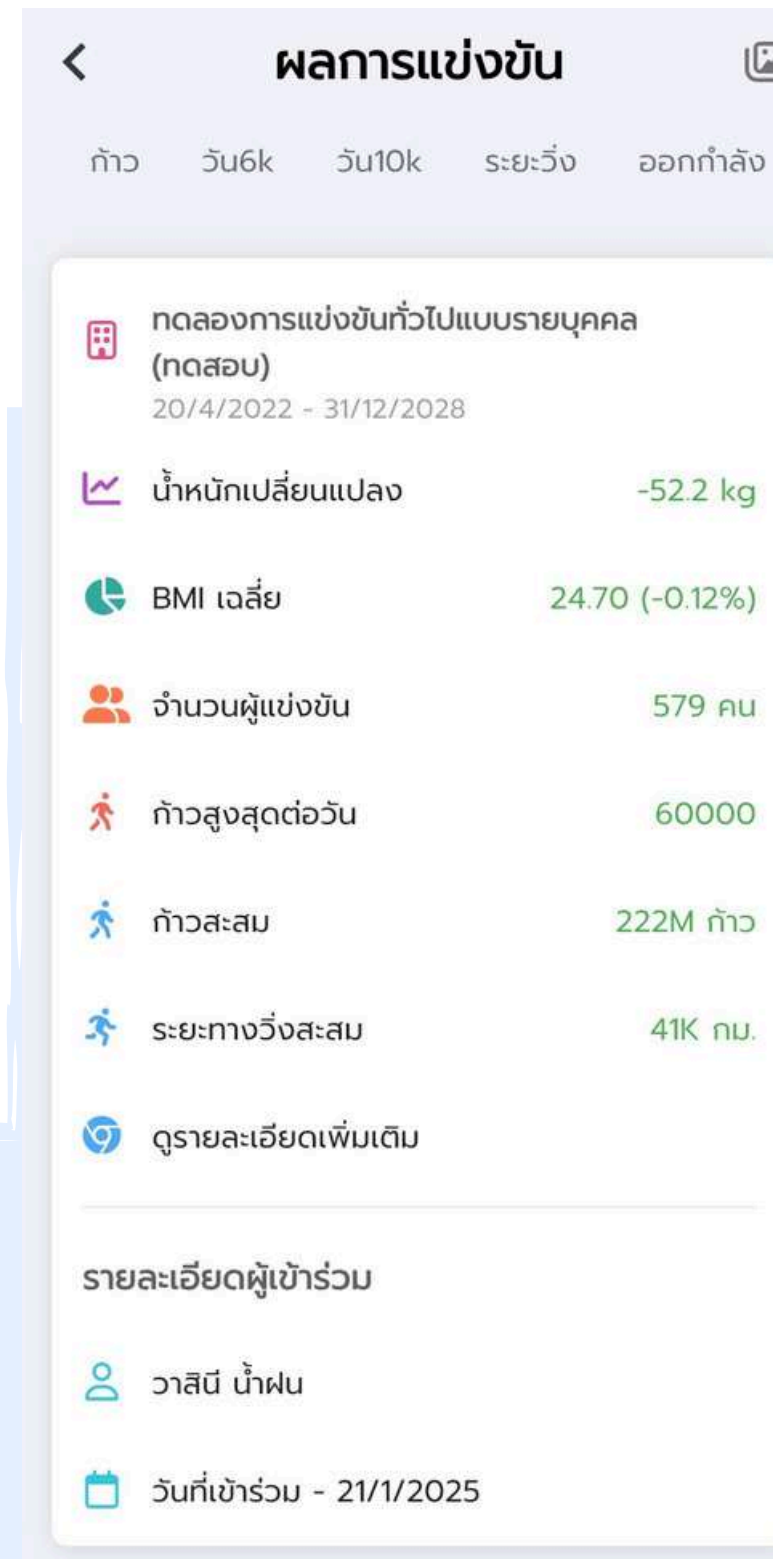 ผลการแข่งขัน
ก้าว วัน6k วัน10k ระยะวิ่ง ออกกำลัง
ทดลองการแข่งขันทั่วไปแบบรายบุคคล
(ทดสอบ)
20/4/2022 - 31/12/2028
น้ำหนักเปลี่ยนแปลง -52.2 kg
BMI เฉลี่ย 24.70 (-0.12%)
จำนวนผู้แข่งขัน 579 คน
ก้าวสูงสุดต่อวัน 60000
ก้าวสะสม 222M ก้าว
ระยะทางวิ่งสะสม 41K กม.
ดูรายละเอียดเพิ่มเติม
รายละเอียดผู้เข้าร่วม
วาสินี น้ำฝน
วันที่เข้าร่วม - 21/1/2025